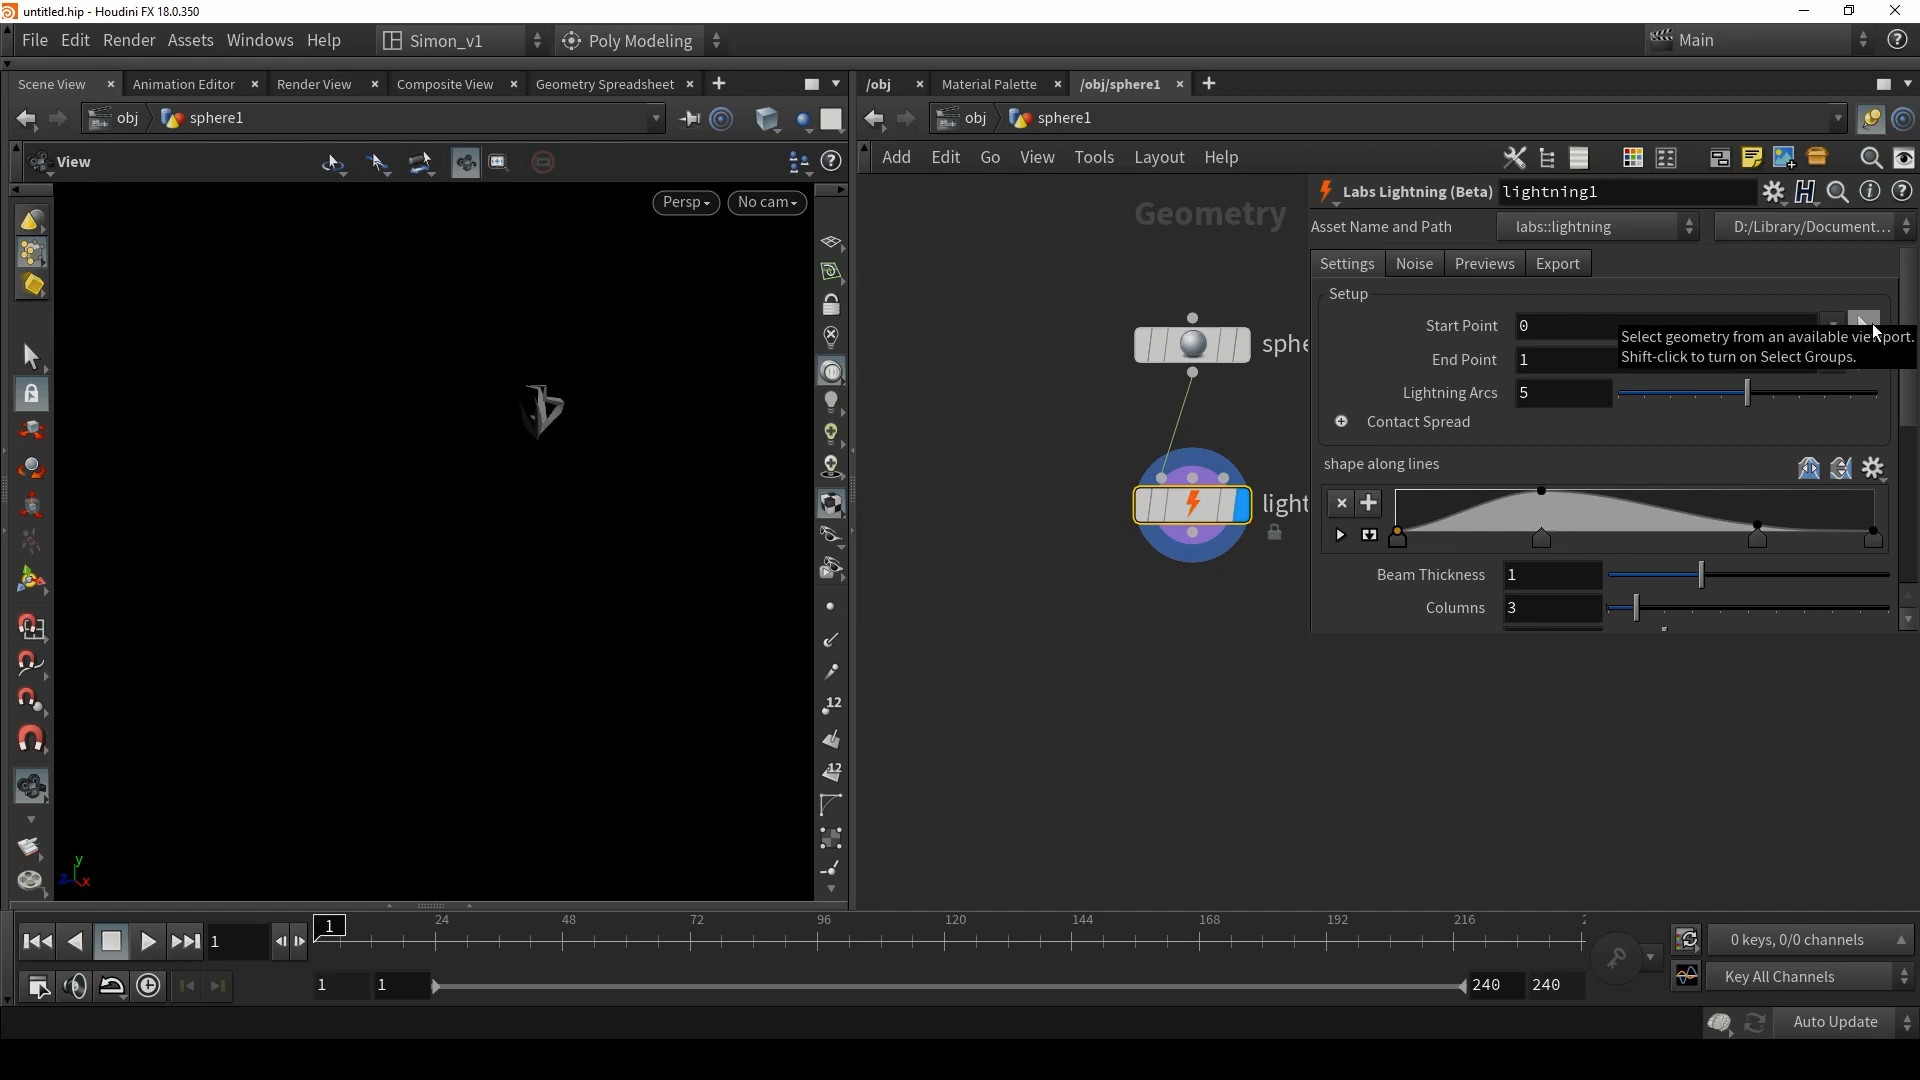 untitled.hip - Houdini FX 18.0.350
File Edit Render Assets Windows Help Simon_v1 Poly Modeling Main
Scene View Animation Editor Render View Composite View Geometry Spreadsheet
/obj Material Palette /obj/sphere1
obj sphere1
obj sphere1
View
Add Edit Go View Tools Layout Help
Persp No cam
Geometry
Labs Lightning (Beta) lightning1
Asset Name and Path labs::lightning D:/Library/Document...
Settings Noise Previews Export
Setup
Start Point 0
Select geometry from an available viewport.
Shift-click to turn on Select Groups.
End Point 1
Lightning Arcs 5
Contact Spread
shape along lines
Beam Thickness 1
Columns 3
sphe
light
12
12
y
z x
1 24 48 72 96 120 144 168 192 216 2
1
1 1 240 240
0 keys, 0/0 channels
Key All Channels
Auto Update